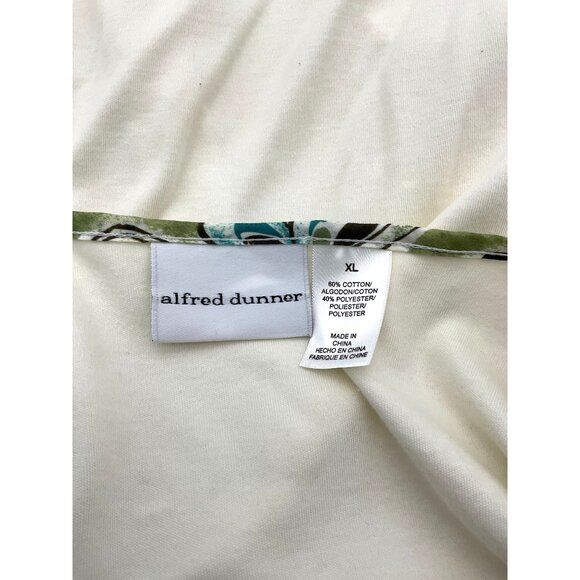 alfred dunner
XL
60% COTTON/
ALGODON/COTON
40% POLYESTER/
POLIESTER/
POLYESTER
MADE IN
CHINA
HECHO EN CHINA
FABRIQUE EN CHINE